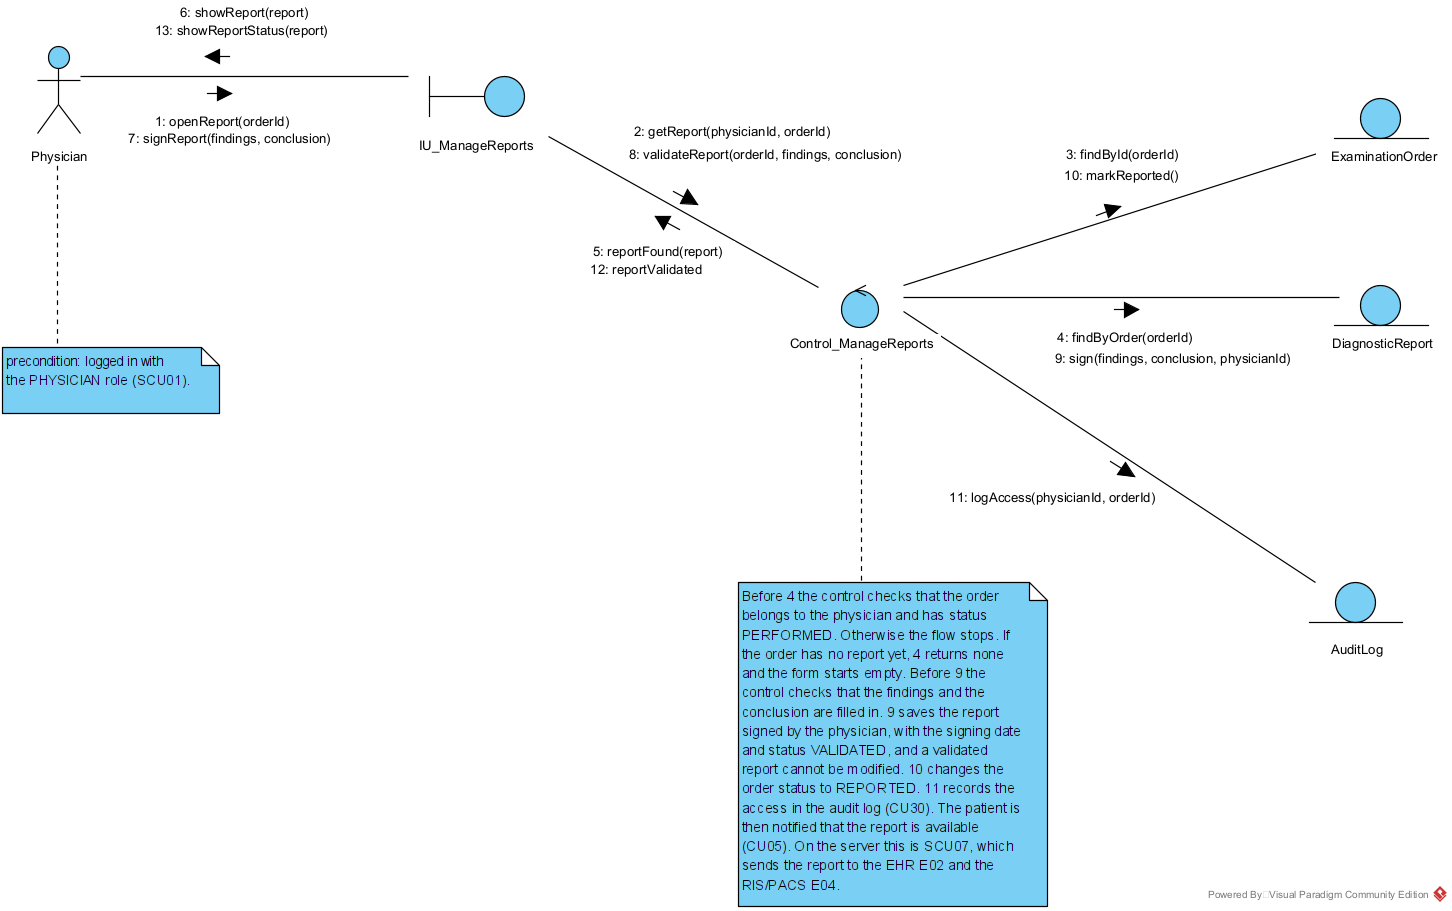 6: showReport(report)
13: showReportStatus(report)
1: openReport(orderId)
7: signReport(findings, conclusion)
Physician
IU_ManageReports
2: getReport(physicianId, orderId)
8: validateReport(orderId, findings, conclusion)
5: reportFound(report)
12: reportValidated
3: findById(orderId)
10: markReported()
ExaminationOrder
Control_ManageReports
4: findByOrder(orderId)
9: sign(findings, conclusion, physicianId)
DiagnosticReport
precondition: logged in with
the PHYSICIAN role (SCU01).
11: logAccess(physicianId, orderId)
AuditLog
Before 4 the control checks that the order
belongs to the physician and has status
PERFORMED. Otherwise the flow stops. If
the order has no report yet, 4 returns none
and the form starts empty. Before 9 the
control checks that the findings and the
conclusion are filled in. 9 saves the report
signed by the physician, with the signing date
and status VALIDATED, and a validated
report cannot be modified. 10 changes the
order status to REPORTED. 11 records the
access in the audit log (CU30). The patient is
then notified that the report is available
(CU05). On the server this is SCU07, which
sends the report to the EHR E02 and the
RIS/PACS E04.
Powered By Visual Paradigm Community Edition